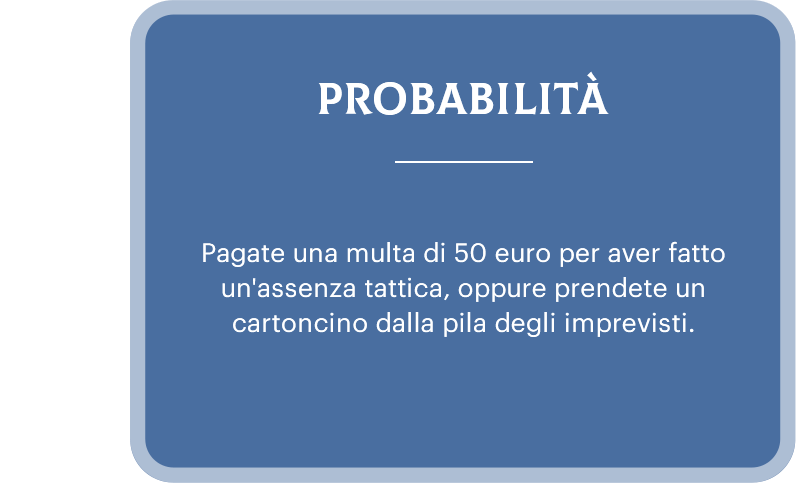 PROBABILITÀ
Pagate una multa di 50 euro per aver fatto
un'assenza tattica, oppure prendete un
cartoncino dalla pila degli imprevisti.